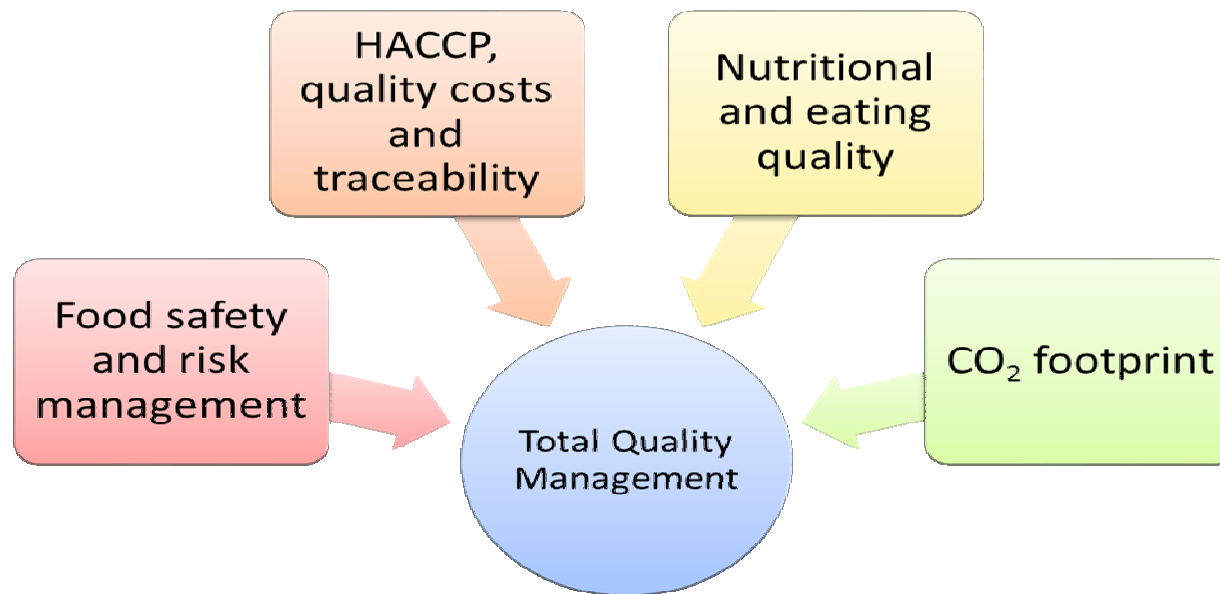 HACCP,
quality costs
and
traceability
Nutritional
and eating
quality
Food safety
and risk
management
CO₂ footprint
Total Quality
Management